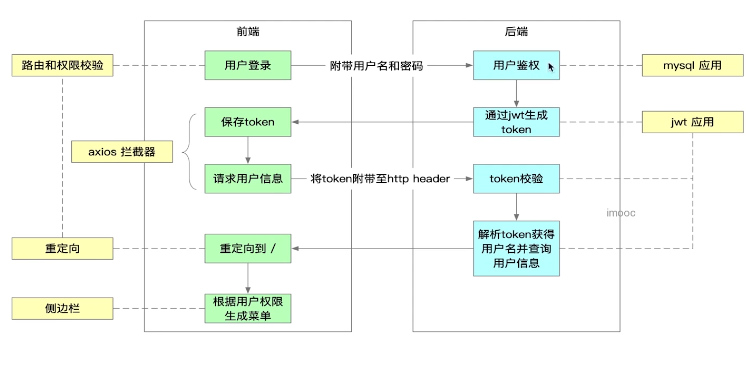 前端
后端
路由和权限校验
用户登录
附带用户名和密码
用户鉴权
mysql 应用
保存token
通过jwt生成
token
jwt 应用
axios 拦截器
请求用户信息
将token附带至http header
token校验
imooc
重定向
重定向到 /
解析token获得
用户名并查询
用户信息
侧边栏
根据用户权限
生成菜单